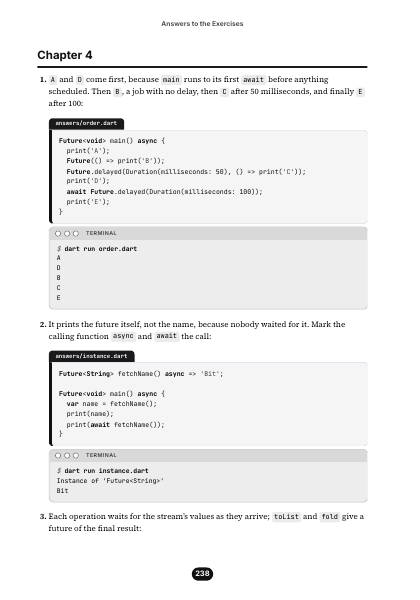 Answers to the Exercises
Chapter 4
1. A and D come first, because main runs to its first await before anything
scheduled. Then B, a job with no delay, then C after 50 milliseconds, and finally E
after 100:
answers/order.dart
Future<void> main() async {
  print('A');
  Future(() => print('B'));
  Future.delayed(Duration(milliseconds: 50), () => print('C'));
  print('D');
  await Future.delayed(Duration(milliseconds: 100));
  print('E');
}
TERMINAL
$ dart run order.dart
A
D
B
C
E
2. It prints the future itself, not the name, because nobody waited for it. Mark the
calling function async and await the call:
answers/instance.dart
Future<String> fetchName() async => 'Bit';

Future<void> main() async {
  var name = fetchName();
  print(name);
  print(await fetchName());
}
TERMINAL
$ dart run instance.dart
Instance of 'Future<String>'
Bit
3. Each operation waits for the stream's values as they arrive; toList and fold give a
future of the final result:
238